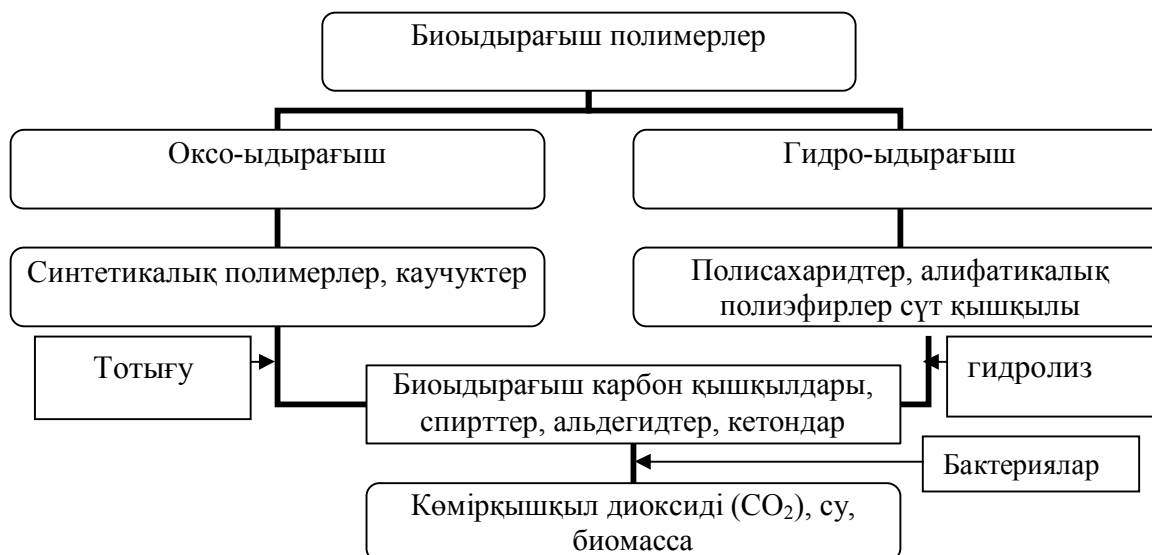 Биоыдырағыш полимерлер
Оксо-ыдырағыш
Гидро-ыдырағыш
Синтетикалық полимерлер, каучуктер
Полисахаридтер, алифатикалық
полиэфирлер сүт қышқылы
Тотығу
гидролиз
Биоыдырағыш карбон қышқылдары,
спирттер, альдегидтер, кетондар
Бактериялар
Көмірқышқыл диоксиді (CO₂), су,
биомасса